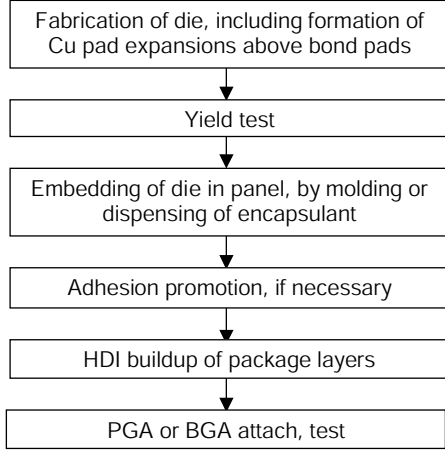 Fabrication of die, including formation of
Cu pad expansions above bond pads
Yield test
Embedding of die in panel, by molding or
dispensing of encapsulant
Adhesion promotion, if necessary
HDI buildup of package layers
PGA or BGA attach, test